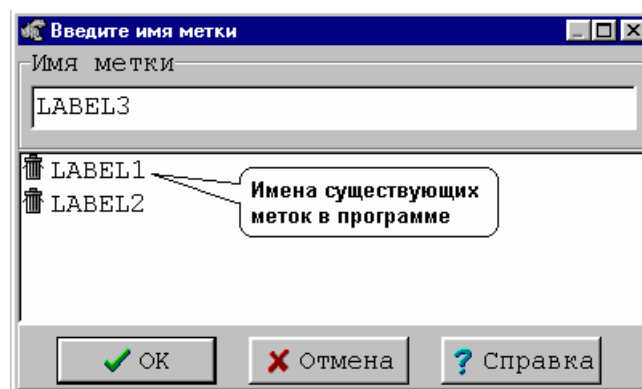 Введите имя метки
Имя метки
LABEL3
LABEL1
LABEL2
Имена существующих
меток в программе
OK
Отмена
? Справка